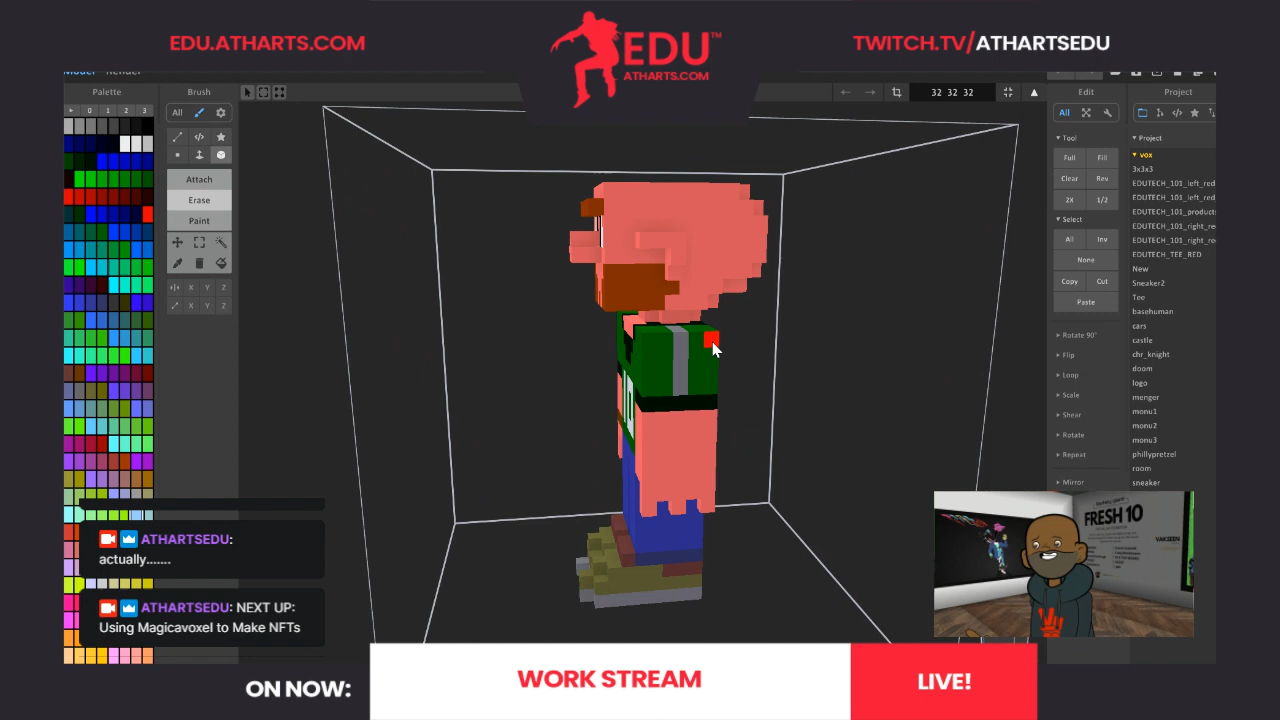 EDU.ATHARTS.COM
EDU™
ATHARTS.COM
TWITCH.TV/ATHARTSEDU
Palette
Brush
32 32 32
Edit
Project
0 1 2 3
All
All
Tool
Full Fill
Clear Rev
2X 1/2
Select
All Inv
None
Copy Cut
Paste
Rotate 90°
Flip
Loop
Scale
Shear
Rotate
Repeat
Mirror
Attach
Erase
Paint
X Y Z
X Y Z
Project
vox
3x3x3
EDUTECH_101_left_red
EDUTECH_101_left_red
EDUTECH_101_product
EDUTECH_101_right_re
EDUTECH_101_right_re
EDUTECH_TEE_RED
New
Sneaker2
Tee
basehuman
cars
castle
chr_knight
doom
logo
menger
monu1
monu2
monu3
phillypretzel
room
sneaker
ATHARTSEDU:
actually.......
ATHARTSEDU: NEXT UP:
Using Magicavoxel to Make NFTs
FRESH 10
ON NOW:
WORK STREAM
LIVE!